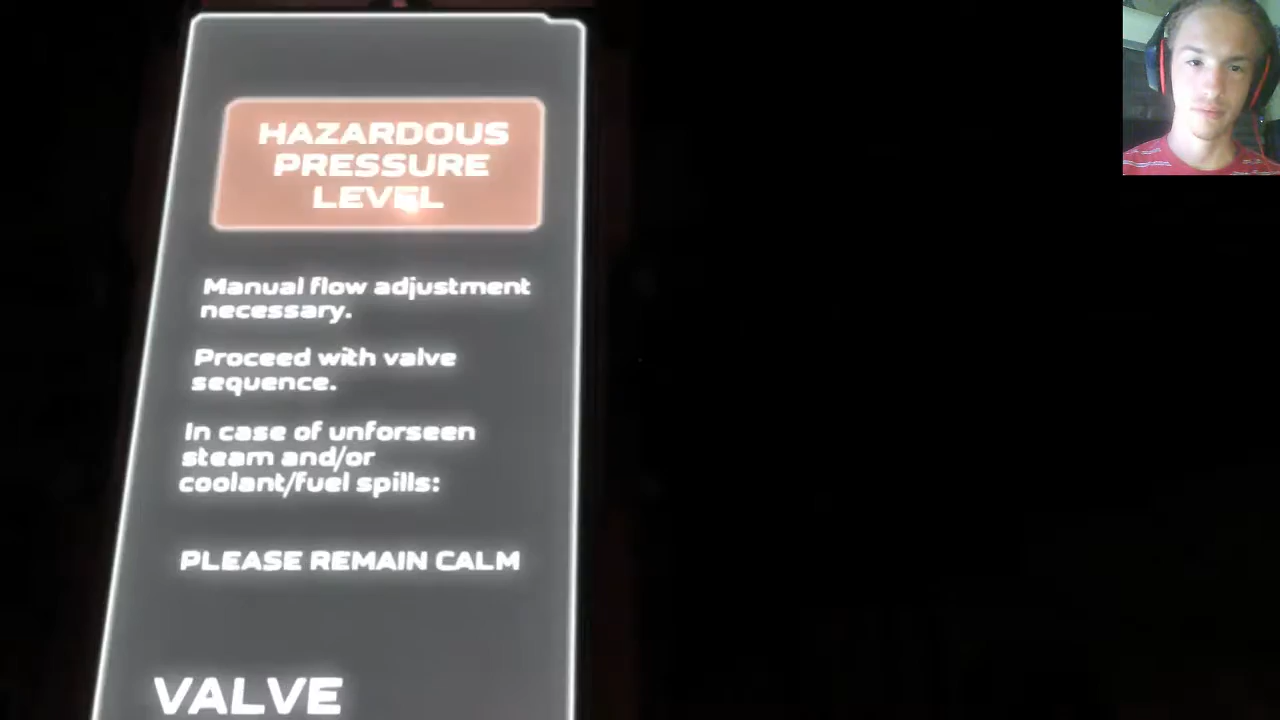 HAZARDOUS
PRESSURE
LEVEL
Manual flow adjustment
necessary.
Proceed with valve
sequence.
In case of unforseen
steam and/or
coolant/fuel spills:
PLEASE REMAIN CALM
VALVE